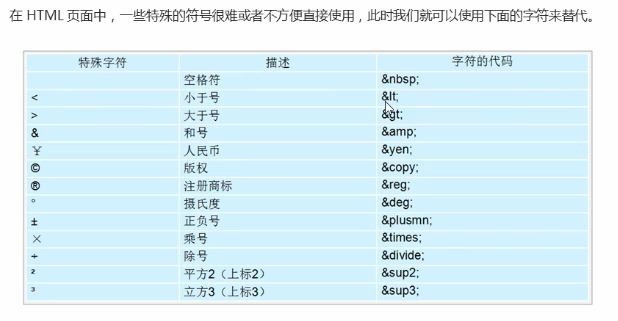 在 HTML 页面中，一些特殊的符号很难或者不方便直接使用，此时我们就可以使用下面的字符来替代。
特殊字符 描述 字符的代码
空格符 &nbsp;
< 小于号 &lt;
> 大于号 &gt;
& 和号 &amp;
￥ 人民币 &yen;
© 版权 &copy;
® 注册商标 &reg;
° 摄氏度 &deg;
± 正负号 &plusmn;
× 乘号 &times;
÷ 除号 &divide;
² 平方2（上标2） &sup2;
³ 立方3（上标3） &sup3;